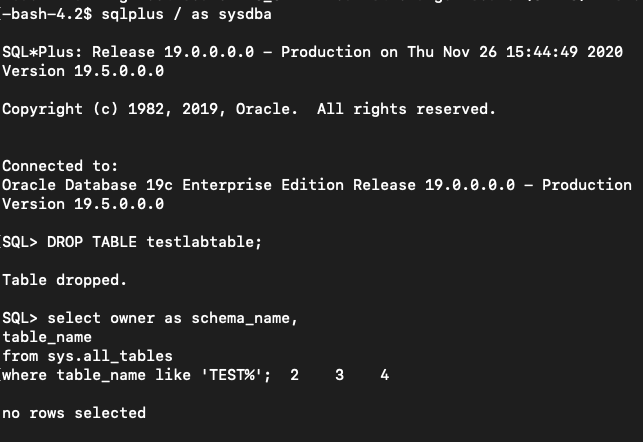 [-bash-4.2$ sqlplus / as sysdba
SQL*Plus: Release 19.0.0.0.0 - Production on Thu Nov 26 15:44:49 2020
Version 19.5.0.0.0
Copyright (c) 1982, 2019, Oracle.  All rights reserved.
Connected to:
Oracle Database 19c Enterprise Edition Release 19.0.0.0.0 - Production
Version 19.5.0.0.0
[SQL> DROP TABLE testlabtable;
Table dropped.
SQL> select owner as schema_name,
table_name
from sys.all_tables
[where table_name like 'TEST%';  2    3    4
no rows selected